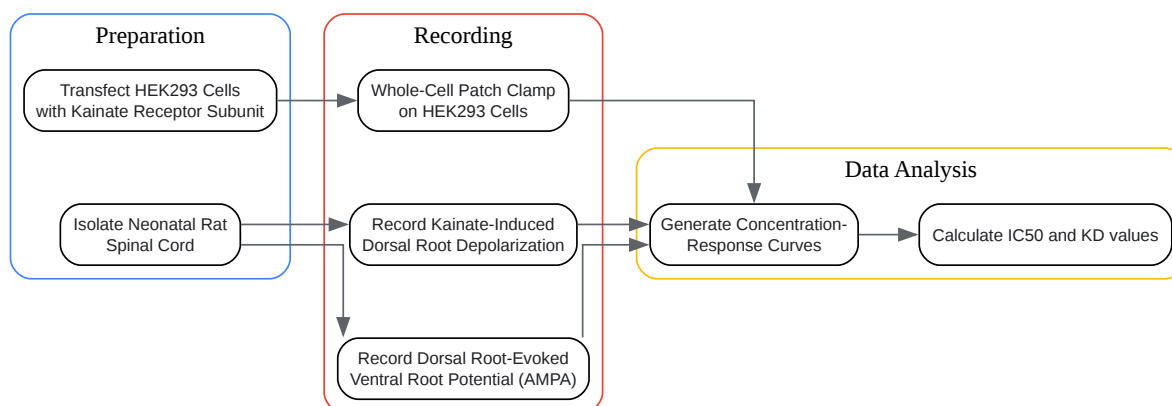 Preparation
Transfect HEK293 Cells
with Kainate Receptor Subunit
Isolate Neonatal Rat
Spinal Cord
Recording
Whole-Cell Patch Clamp
on HEK293 Cells
Record Kainate-Induced
Dorsal Root Depolarization
Record Dorsal Root-Evoked
Ventral Root Potential (AMPA)
Data Analysis
Generate Concentration-
Response Curves
Calculate IC50 and KD values